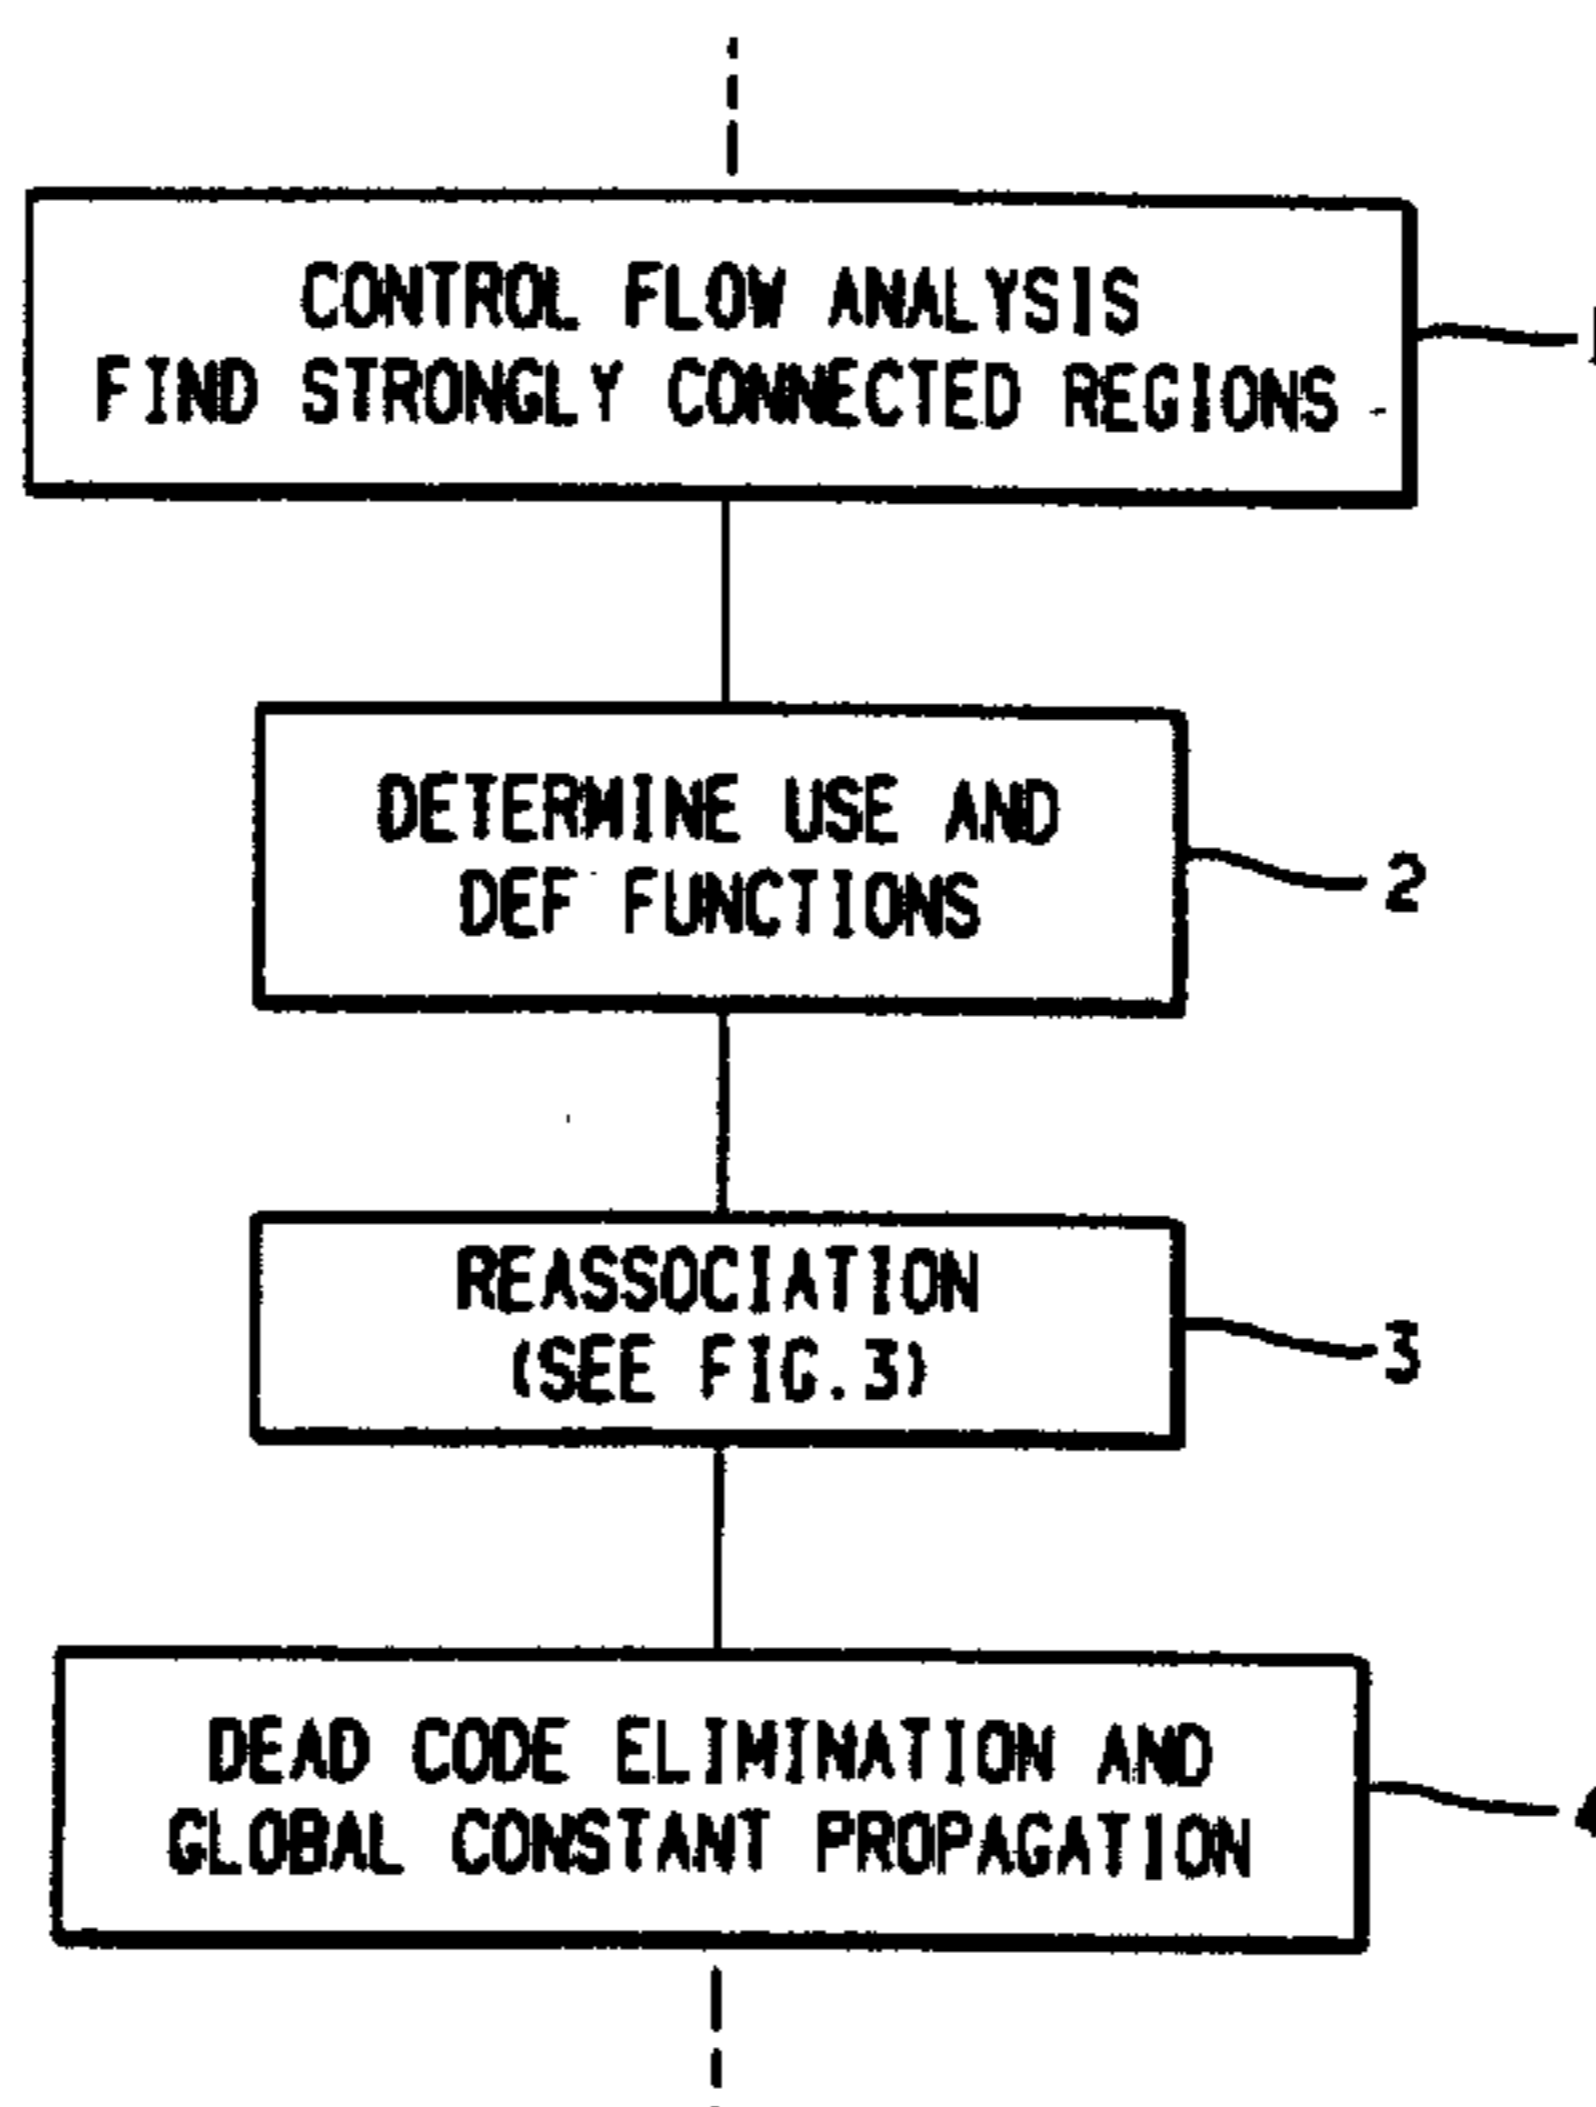 CONTROL FLOW ANALYSIS
FIND STRONGLY CONNECTED REGIONS
1
DETERMINE USE AND
DEF FUNCTIONS
2
REASSOCIATION
(SEE FIG.3)
3
DEAD CODE ELIMINATION AND
GLOBAL CONSTANT PROPAGATION